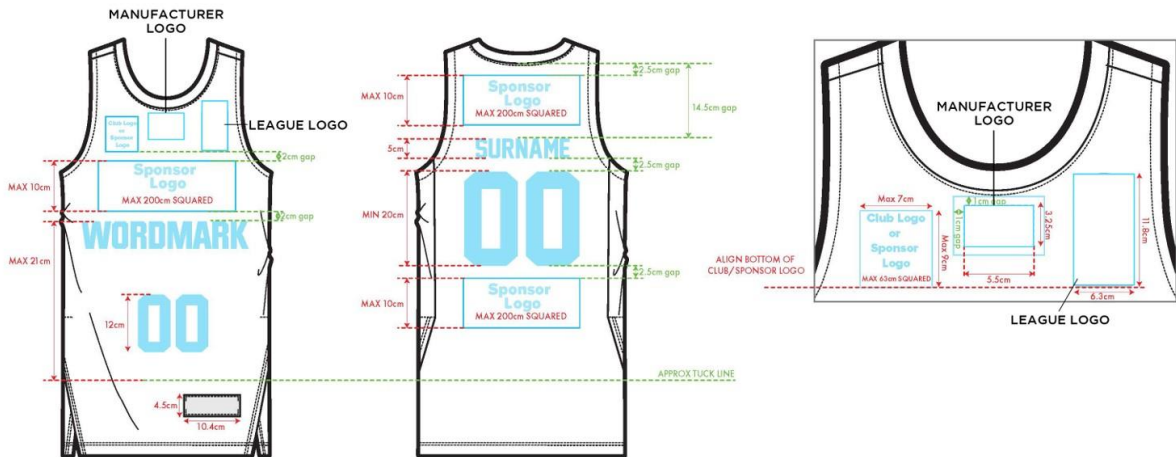 MANUFACTURER
LOGO
LEAGUE LOGO
Club Logo
or
Sponsor
Logo
2cm gap
MAX 10cm
Sponsor
Logo
MAX 200cm SQUARED
2cm gap
WORDMARK
MAX 21cm
12cm
00
4.5cm
10.4cm
2.5cm gap
MAX 10cm
Sponsor
Logo
MAX 200cm SQUARED
14.5cm gap
5cm
SURNAME
2.5cm gap
MIN 20cm
00
2.5cm gap
MAX 10cm
Sponsor
Logo
MAX 200cm SQUARED
APPROX TUCK LINE
MANUFACTURER
LOGO
Max 7cm
1cm gap
1cm gap
3.25cm
11.8cm
Club Logo
or
Sponsor
Logo
MAX 63cm SQUARED
Max 9cm
5.5cm
6.3cm
ALIGN BOTTOM OF
CLUB/SPONSOR LOGO
LEAGUE LOGO